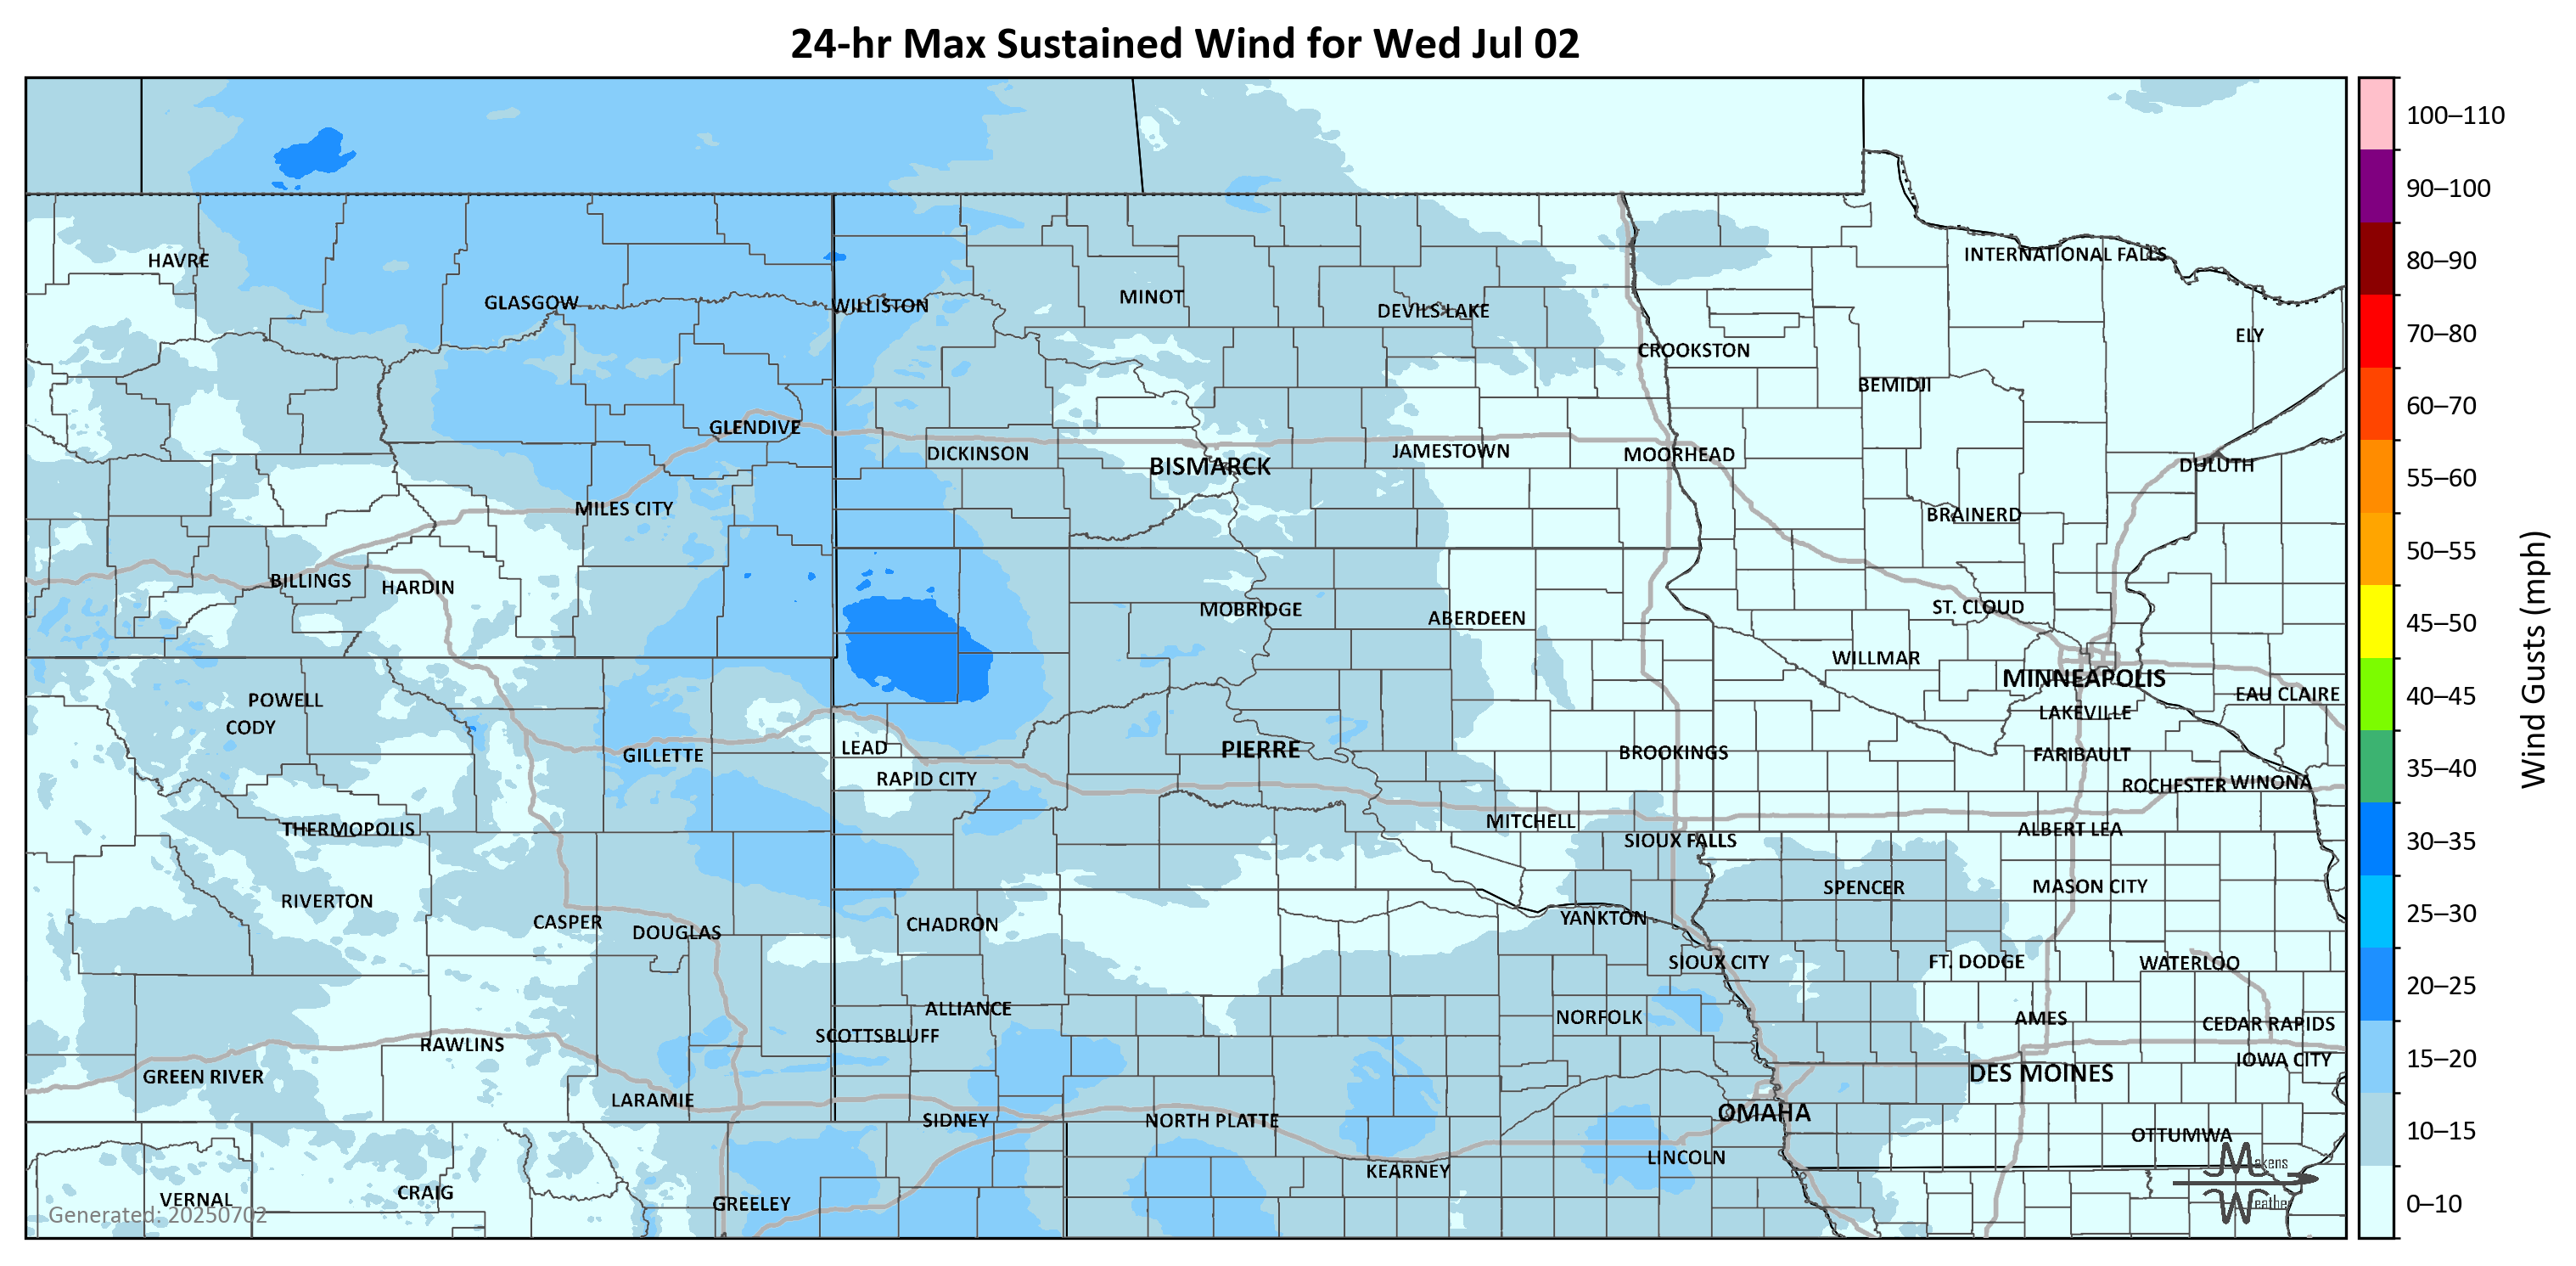 24-hr Max Sustained Wind for Wed Jul 02
100–110
90–100
80–90
70–80
60–70
55–60
50–55
45–50
40–45
35–40
30–35
25–30
20–25
15–20
10–15
0–10
Wind Gusts (mph)
HAVRE
INTERNATIONAL FALLS
GLASGOW
WILLISTON
MINOT
DEVILS LAKE
ELY
CROOKSTON
BEMIDJI
GLENDIVE
DICKINSON
BISMARCK
JAMESTOWN
MOORHEAD
DULUTH
MILES CITY
BRAINERD
BILLINGS
HARDIN
MOBRIDGE
ABERDEEN
ST. CLOUD
WILLMAR
MINNEAPOLIS
EAU CLAIRE
POWELL
CODY
LAKEVILLE
GILLETTE
LEAD
PIERRE
BROOKINGS
FARIBAULT
RAPID CITY
ROCHESTER
WINONA
THERMOPOLIS
MITCHELL
SIOUX FALLS
ALBERT LEA
RIVERTON
SPENCER
MASON CITY
CASPER
DOUGLAS
CHADRON
YANKTON
SIOUX CITY
FT. DODGE
WATERLOO
ALLIANCE
NORFOLK
AMES
CEDAR RAPIDS
RAWLINS
SCOTTSBLUFF
IOWA CITY
GREEN RIVER
DES MOINES
LARAMIE
SIDNEY
NORTH PLATTE
OMAHA
OTTUMWA
KEARNEY
LINCOLN
VERNAL
CRAIG
GREELEY
Generated: 20250702
Makens
Weather